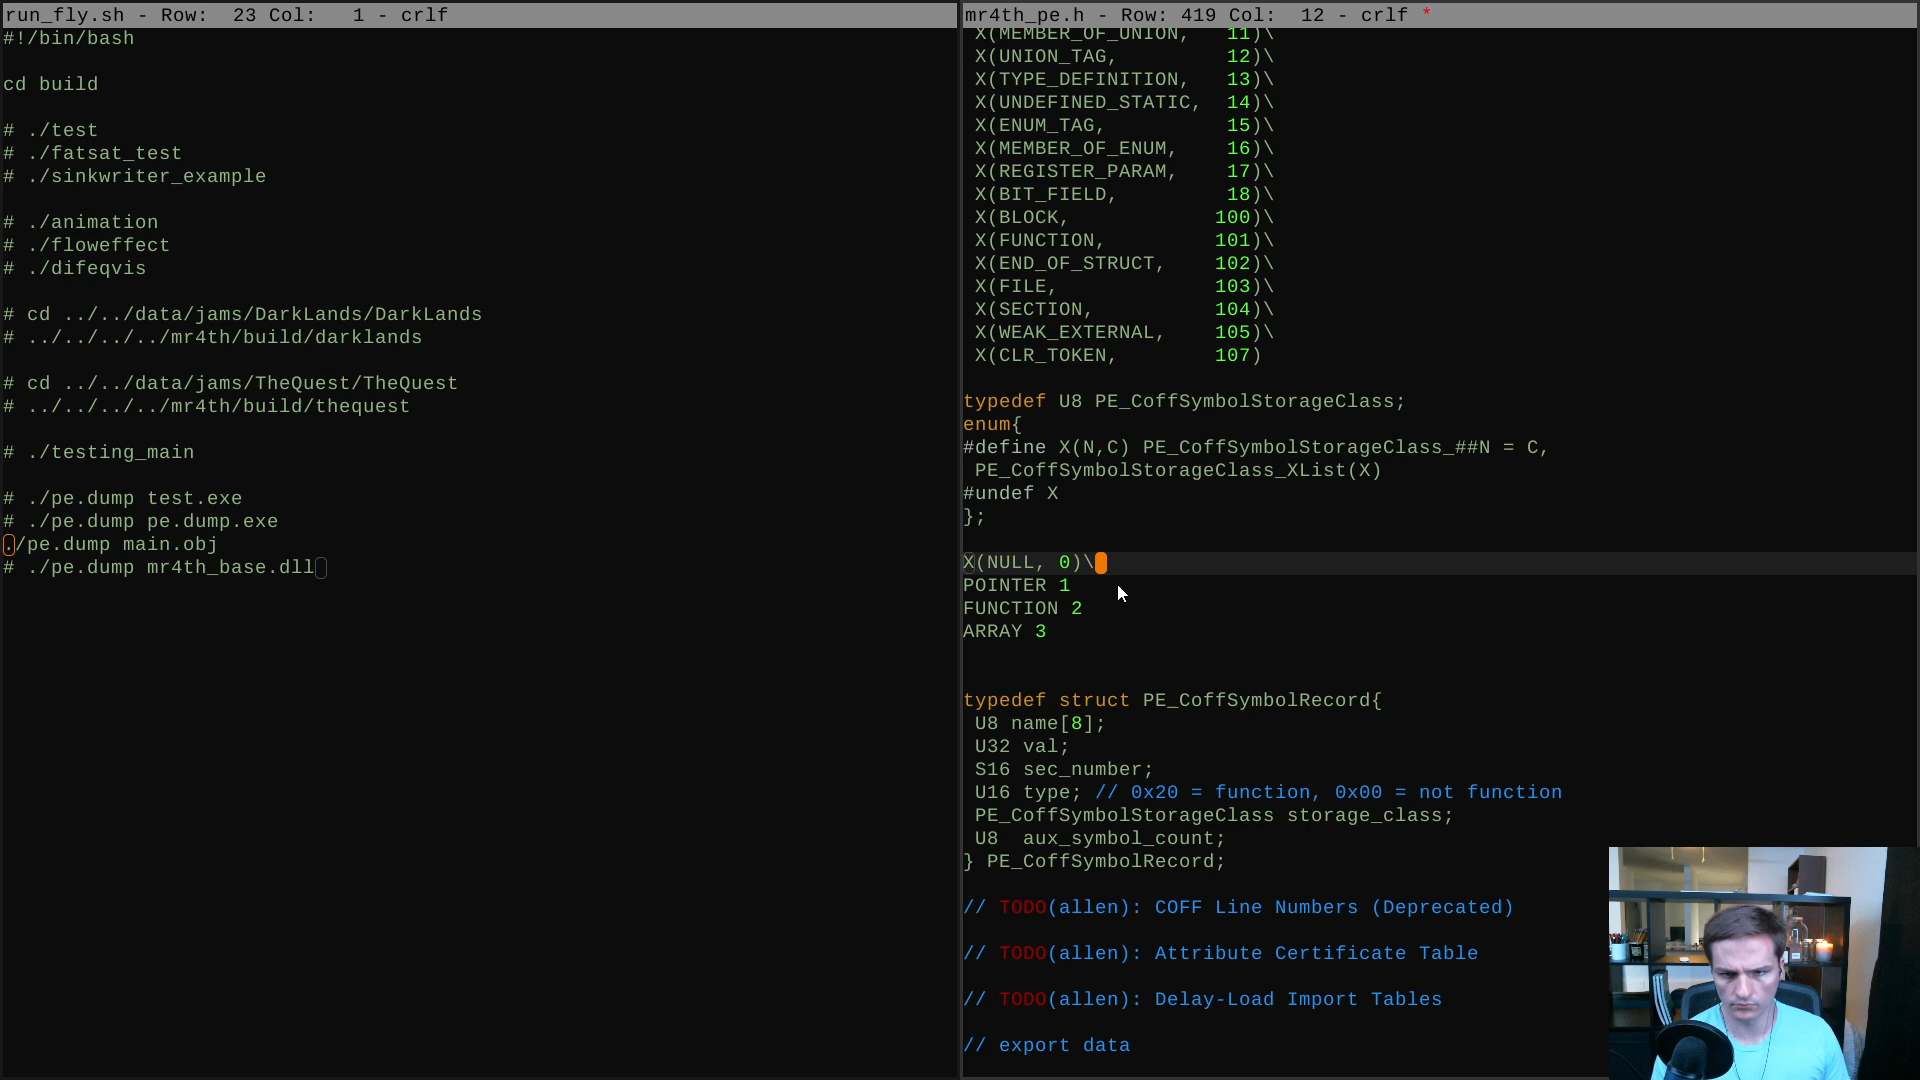 run_fly.sh - Row:  23 Col:   1 - crlf
#!/bin/bash
cd build
# ./test
# ./fatsat_test
# ./sinkwriter_example
# ./animation
# ./floweffect
# ./difeqvis
# cd ../../data/jams/DarkLands/DarkLands
# ../../../../mr4th/build/darklands
# cd ../../data/jams/TheQuest/TheQuest
# ../../../../mr4th/build/thequest
# ./testing_main
# ./pe.dump test.exe
# ./pe.dump pe.dump.exe
./pe.dump main.obj
# ./pe.dump mr4th_base.dll
mr4th_pe.h - Row: 419 Col:  12 - crlf *
X(MEMBER_OF_UNION,   11)\
X(UNION_TAG,         12)\
X(TYPE_DEFINITION,   13)\
X(UNDEFINED_STATIC,  14)\
X(ENUM_TAG,          15)\
X(MEMBER_OF_ENUM,    16)\
X(REGISTER_PARAM,    17)\
X(BIT_FIELD,         18)\
X(BLOCK,            100)\
X(FUNCTION,         101)\
X(END_OF_STRUCT,    102)\
X(FILE,             103)\
X(SECTION,          104)\
X(WEAK_EXTERNAL,    105)\
X(CLR_TOKEN,        107)
typedef U8 PE_CoffSymbolStorageClass;
enum{
#define X(N,C) PE_CoffSymbolStorageClass_##N = C,
PE_CoffSymbolStorageClass_XList(X)
#undef X
};
X(NULL, 0)\
POINTER 1
FUNCTION 2
ARRAY 3
typedef struct PE_CoffSymbolRecord{
U8 name[8];
U32 val;
S16 sec_number;
U16 type; // 0x20 = function, 0x00 = not function
PE_CoffSymbolStorageClass storage_class;
U8  aux_symbol_count;
} PE_CoffSymbolRecord;
// TODO(allen): COFF Line Numbers (Deprecated)
// TODO(allen): Attribute Certificate Table
// TODO(allen): Delay-Load Import Tables
// export data